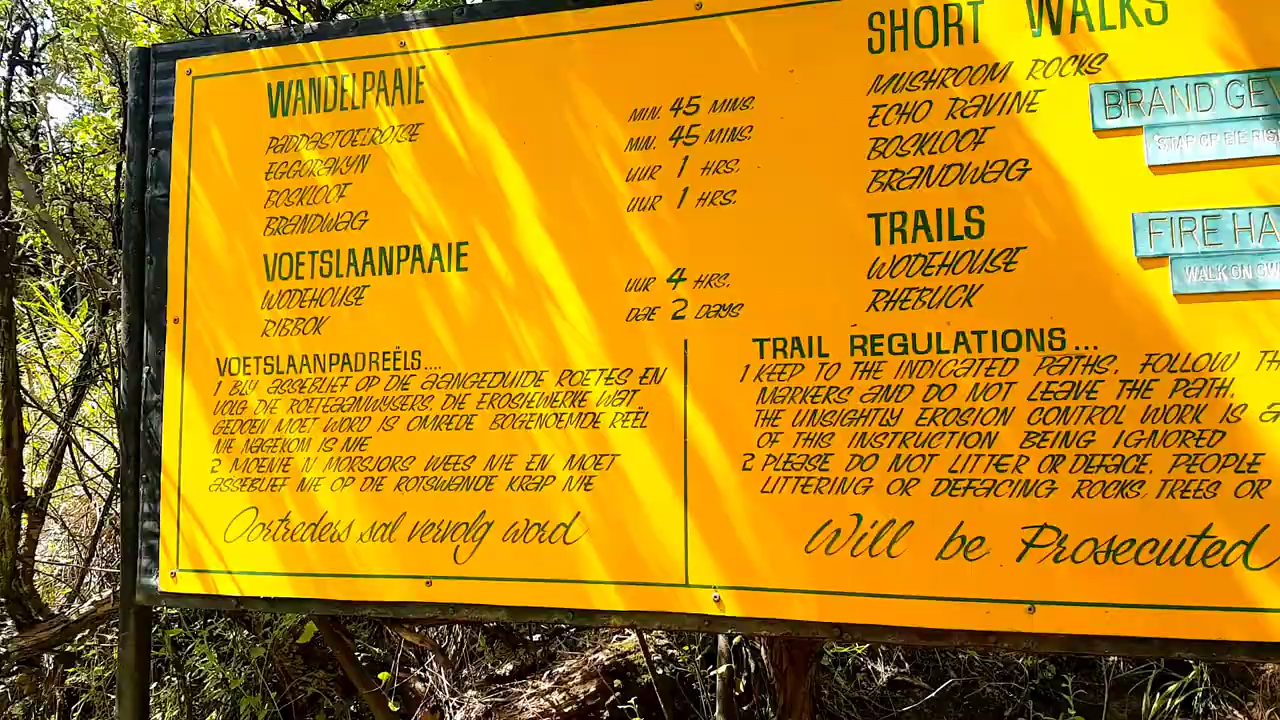 WANDELPAAIE
PADDASTOELROTSE MIN. 45 MINS.
EGGORAVYN MIN. 45 MINS.
BOSKLOOF UUR 1 HRS.
BRANDWAG UUR 1 HRS.
VOETSLAANPAAIE
WODEHOUSE UUR 4 HRS.
RIBBOK DAE 2 DAYS
SHORT WALKS
MUSHROOM ROCKS
ECHO RAVINE
BOSKLOOF
BRANDWAG
TRAILS
WODEHOUSE
RHEBUCK
BRAND GEV
STAP OP EIE RIS
FIRE HA
WALK ON OW
VOETSLAANPADREËLS....
1 BLY ASSEBLIEF OP DIE AANGEDUIDE ROETES EN
VOLG DIE ROETEAANWYSERS. DIE EROSIEWERKE WAT
GEDOEN MOET WORD IS OMREDE BOGENOEMDE REËL
NIE NAGEKOM IS NIE
2 MOENIE N MORSJORS WEES NIE EN MOET
ASSEBLIEF NIE OP DIE ROTSWANDE KRAP NIE
Oortreders sal vervolg word
TRAIL REGULATIONS...
1 KEEP TO THE INDICATED PATHS. FOLLOW TH
MARKERS AND DO NOT LEAVE THE PATH.
THE UNSIGHTLY EROSION CONTROL WORK IS A
OF THIS INSTRUCTION BEING IGNORED
2 PLEASE DO NOT LITTER OR DEFACE. PEOPLE
LITTERING OR DEFACING ROCKS, TREES OR
Will be Prosecuted